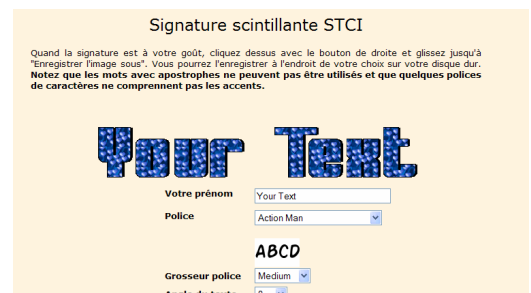 Signature scintillante STCI
Quand la signature est à votre goût, cliquez dessus avec le bouton de droite et glissez jusqu'à
"Enregistrer l'image sous". Vous pourrez l'enregistrer à l'endroit de votre choix sur votre disque dur.
Notez que les mots avec apostrophes ne peuvent pas être utilisés et que quelques polices
de caractères ne comprennent pas les accents.
Your Text
Votre prénom Your Text
Police Action Man
ABCD
Grosseur police Medium